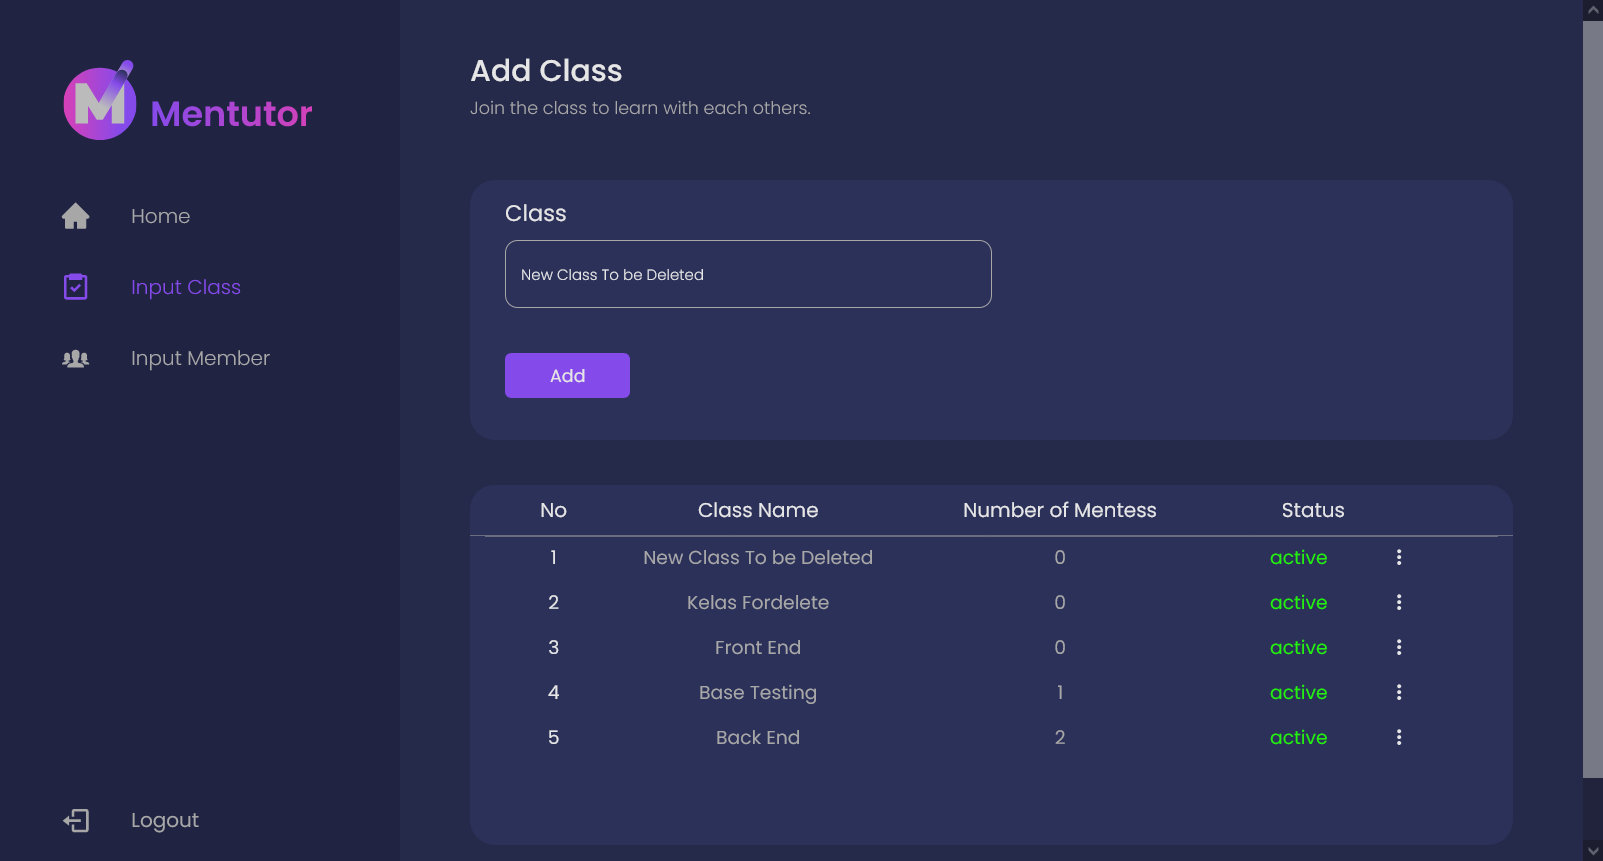 Mentutor
Home
Input Class
Input Member
Logout
Add Class
Join the class to learn with each others.
Class
New Class To be Deleted
Add
No Class Name Number of Mentess Status
1 New Class To be Deleted 0 active
2 Kelas Fordelete 0 active
3 Front End 0 active
4 Base Testing 1 active
5 Back End 2 active